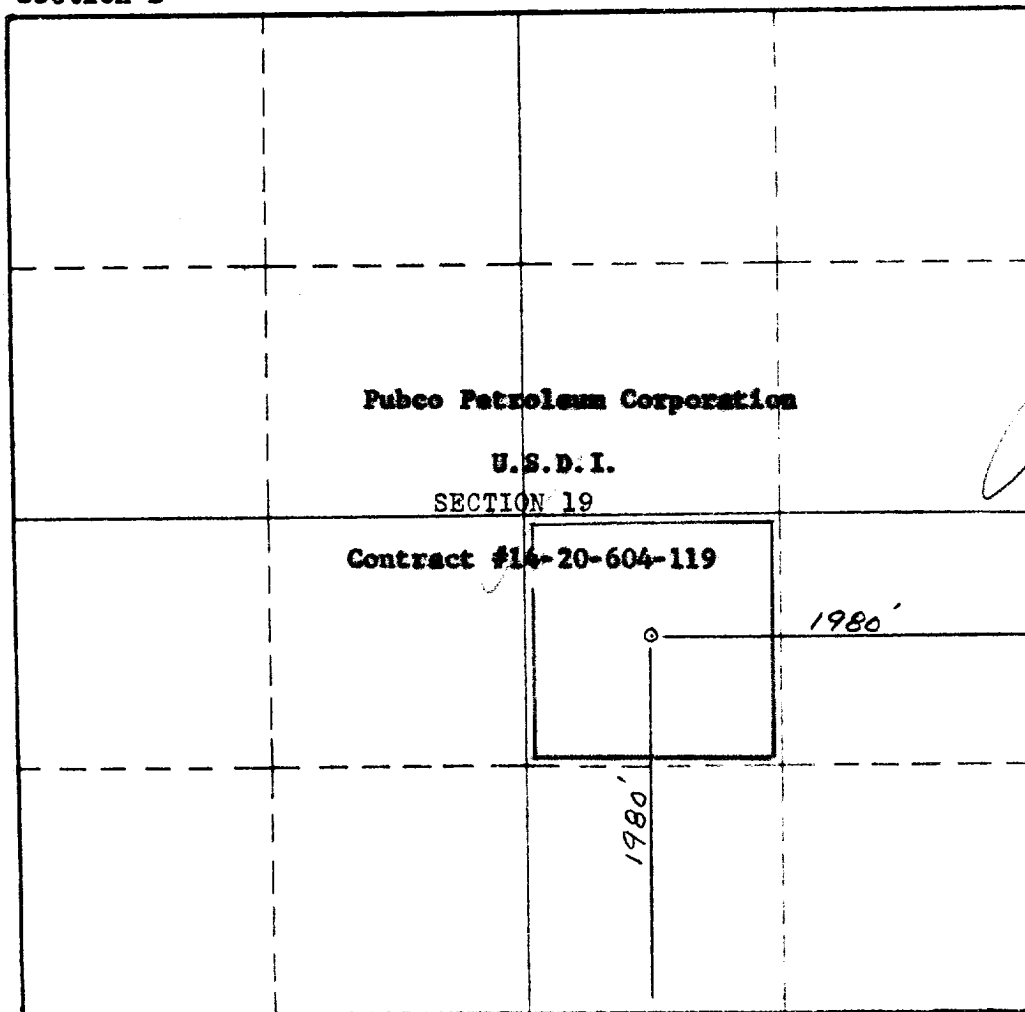 Pubco Petroleum Corporation
U.S.D.I.
SECTION 19
Contract #14-20-604-119
1980'
1980'